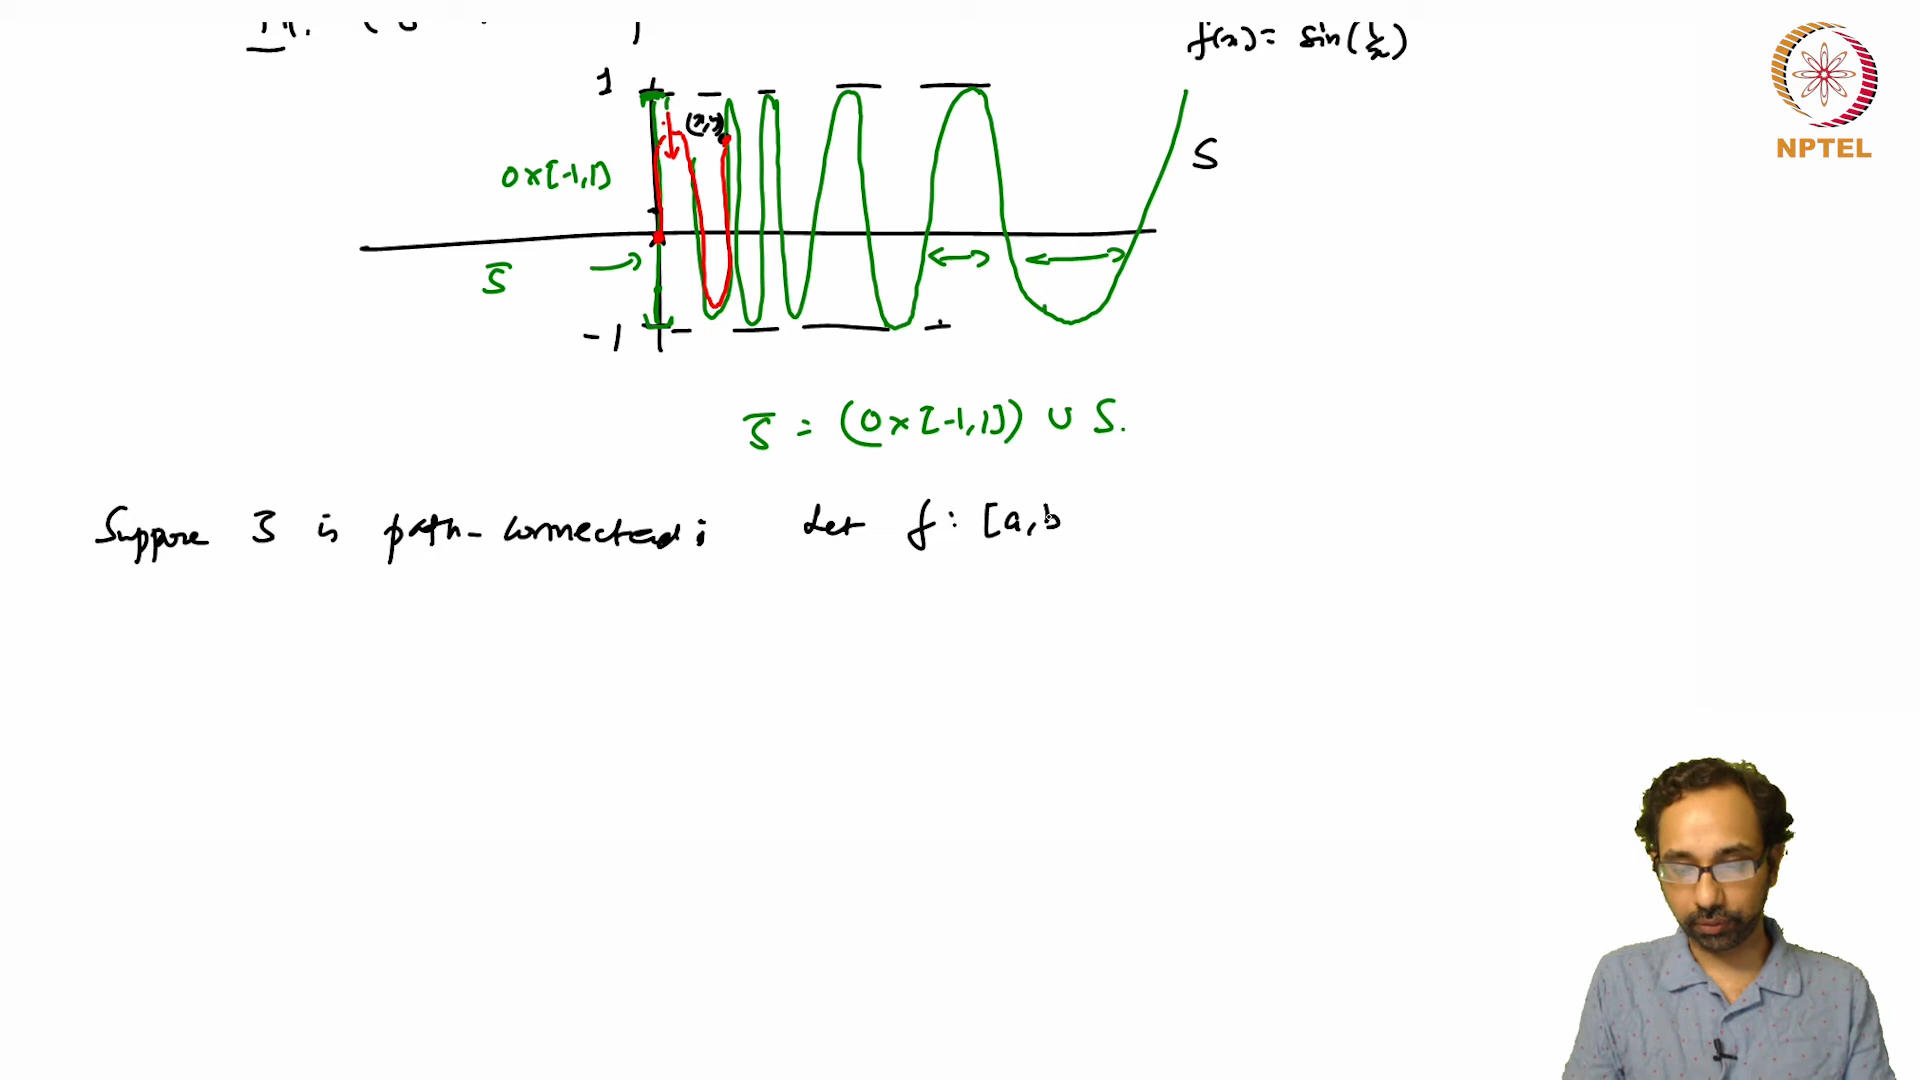 f(x) = sin(1/x)
1
(x,y)
0 x [-1,1]
S
S̅
-1
S̅ = (0 x [-1,1]) ∪ S.
Suppose S̅ is path-connected; Let f: [a,b
NPTEL